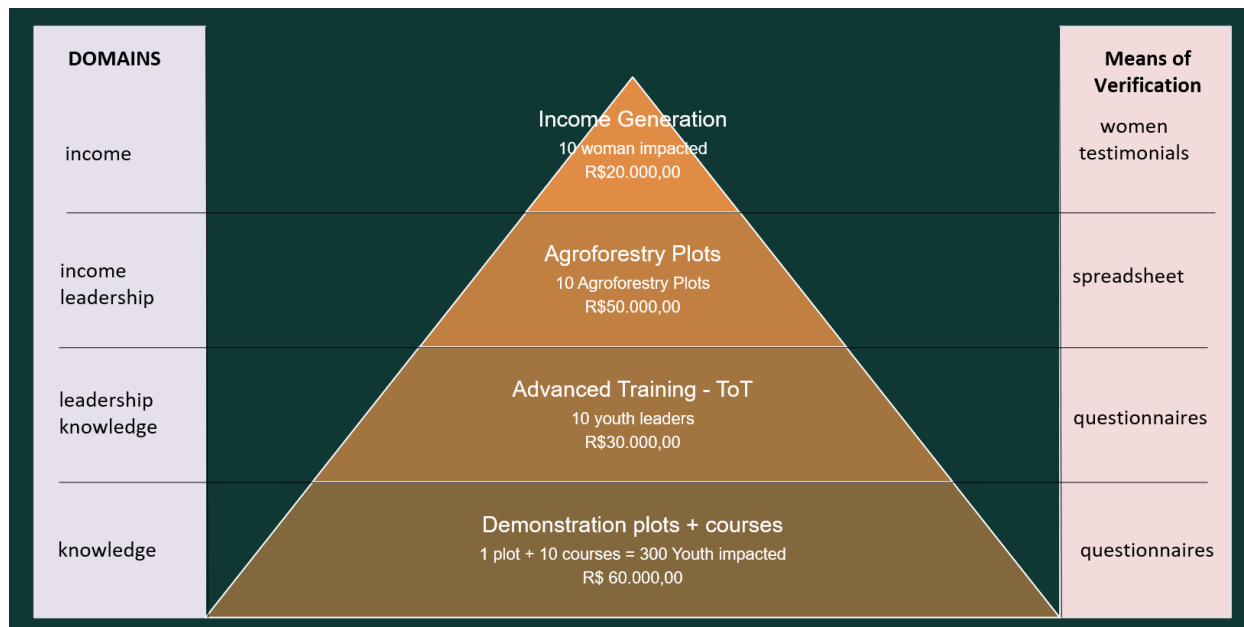 DOMAINS
Means of
Verification
Income Generation
10 woman impacted
R$20.000,00
income
women
testimonials
Agroforestry Plots
10 Agroforestry Plots
R$50.000,00
income
leadership
spreadsheet
Advanced Training - ToT
10 youth leaders
R$30.000,00
leadership
knowledge
questionnaires
Demonstration plots + courses
1 plot + 10 courses = 300 Youth impacted
R$ 60.000,00
knowledge
questionnaires